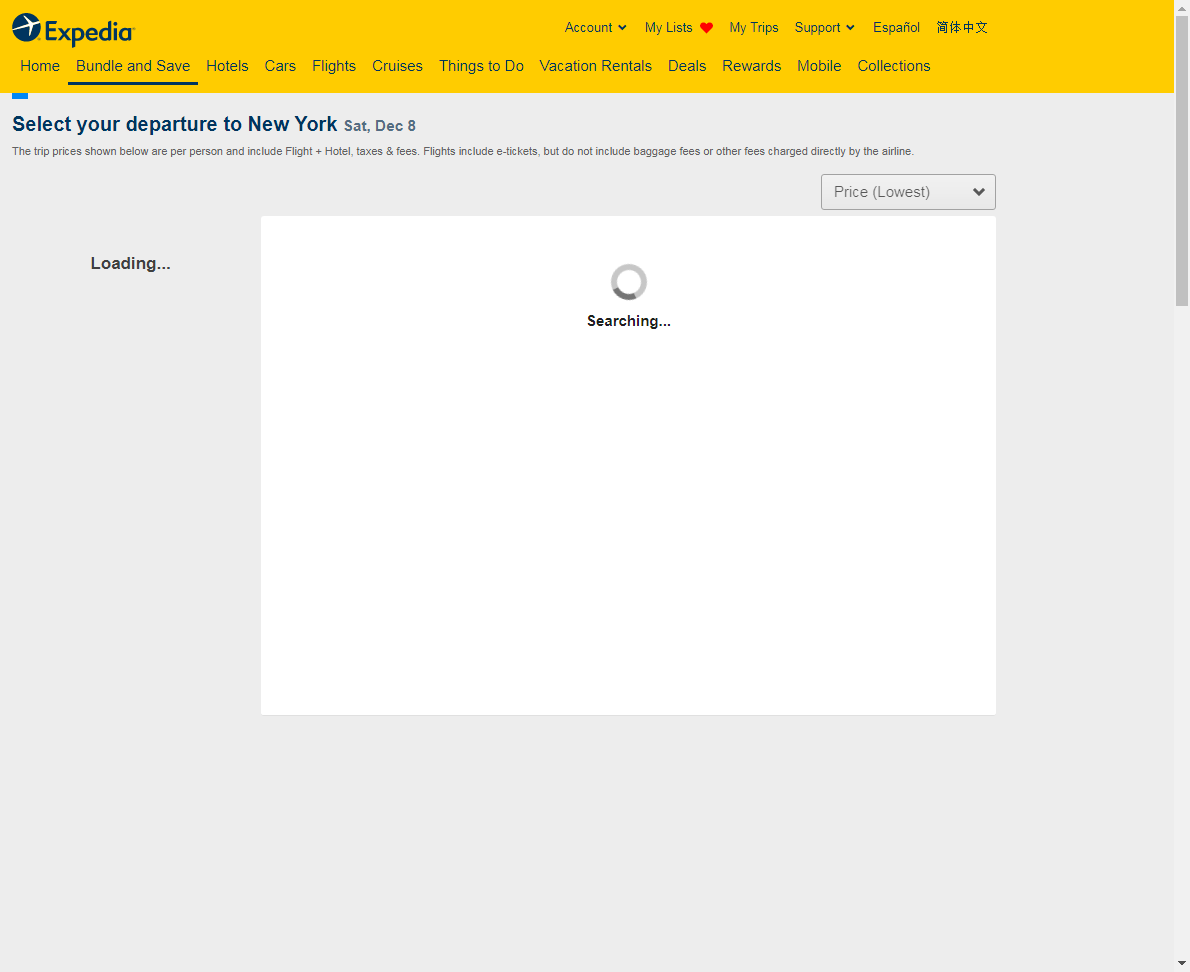 Expedia
Account My Lists My Trips Support Español 简体中文
Home Bundle and Save Hotels Cars Flights Cruises Things to Do Vacation Rentals Deals Rewards Mobile Collections
Select your departure to New York Sat, Dec 8
The trip prices shown below are per person and include Flight + Hotel, taxes & fees. Flights include e-tickets, but do not include baggage fees or other fees charged directly by the airline.
Price (Lowest)
Loading...
Searching...